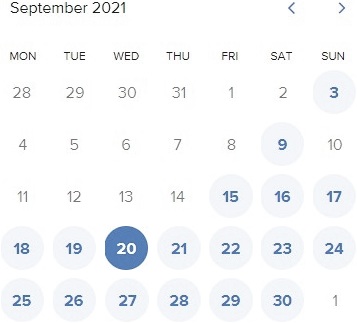 September 2021
MON TUE WED THU FRI SAT SUN
28 29 30 31 1 2 3
4 5 6 7 8 9 10
11 12 13 14 15 16 17
18 19 20 21 22 23 24
25 26 27 28 29 30 1